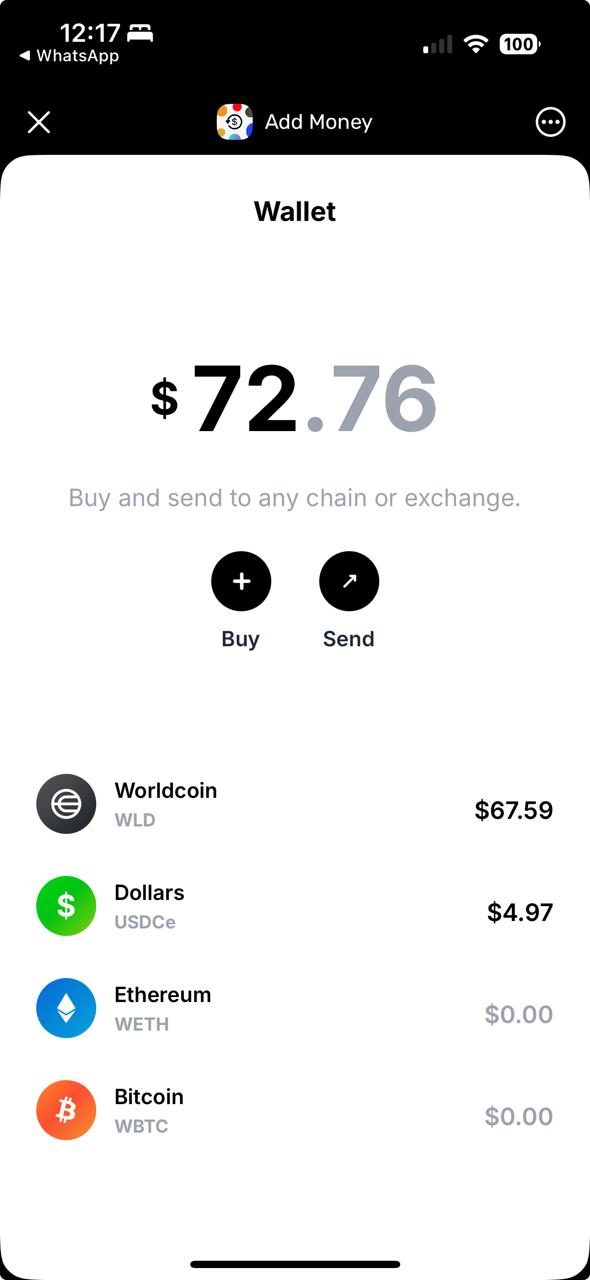 12:17
◀ WhatsApp
100
Add Money
Wallet
$72.76
Buy and send to any chain or exchange.
Buy
Send
Worldcoin
WLD
$67.59
Dollars
USDCe
$4.97
Ethereum
WETH
$0.00
Bitcoin
WBTC
$0.00